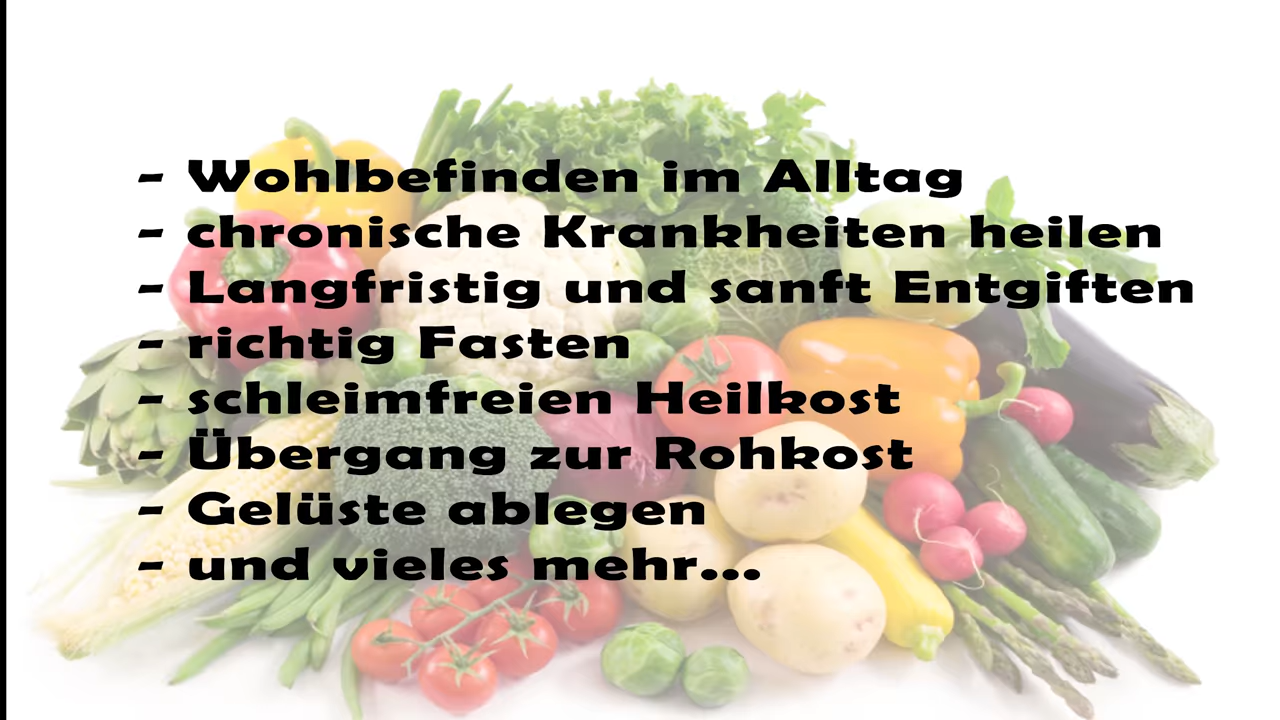 - Wohlbefinden im Alltag
- chronische Krankheiten heilen
- Langfristig und sanft Entgiften
- richtig Fasten
- schleimfreien Heilkost
- Übergang zur Rohkost
- Gelüste ablegen
- und vieles mehr...